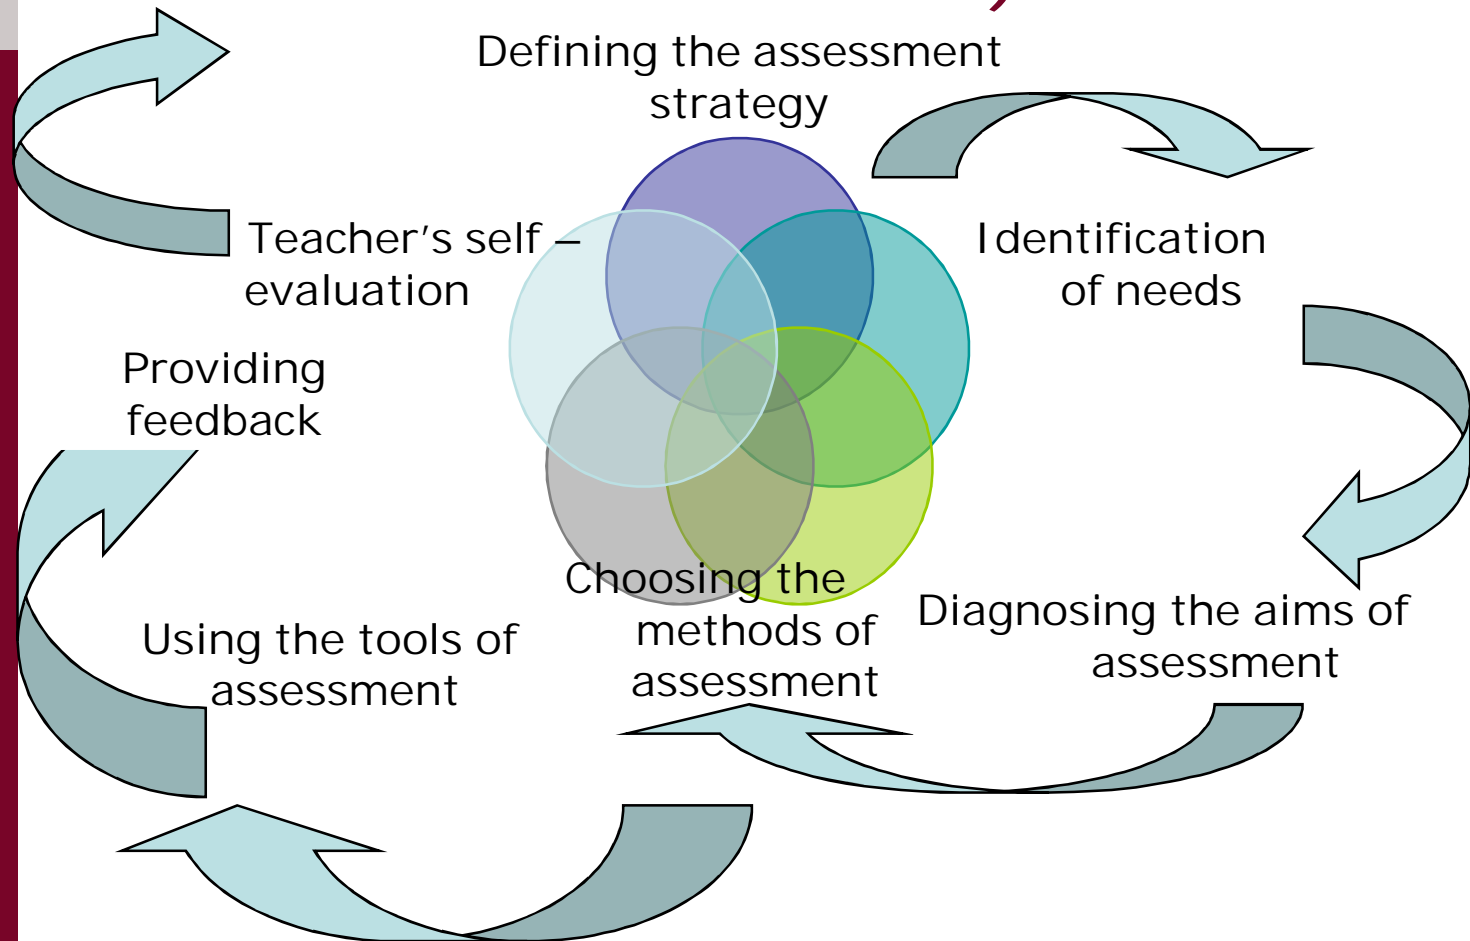 Defining the assessment
strategy
Identification
of needs
Diagnosing the aims of
assessment
Choosing the
methods of
assessment
Using the tools of
assessment
Providing
feedback
Teacher's self –
evaluation